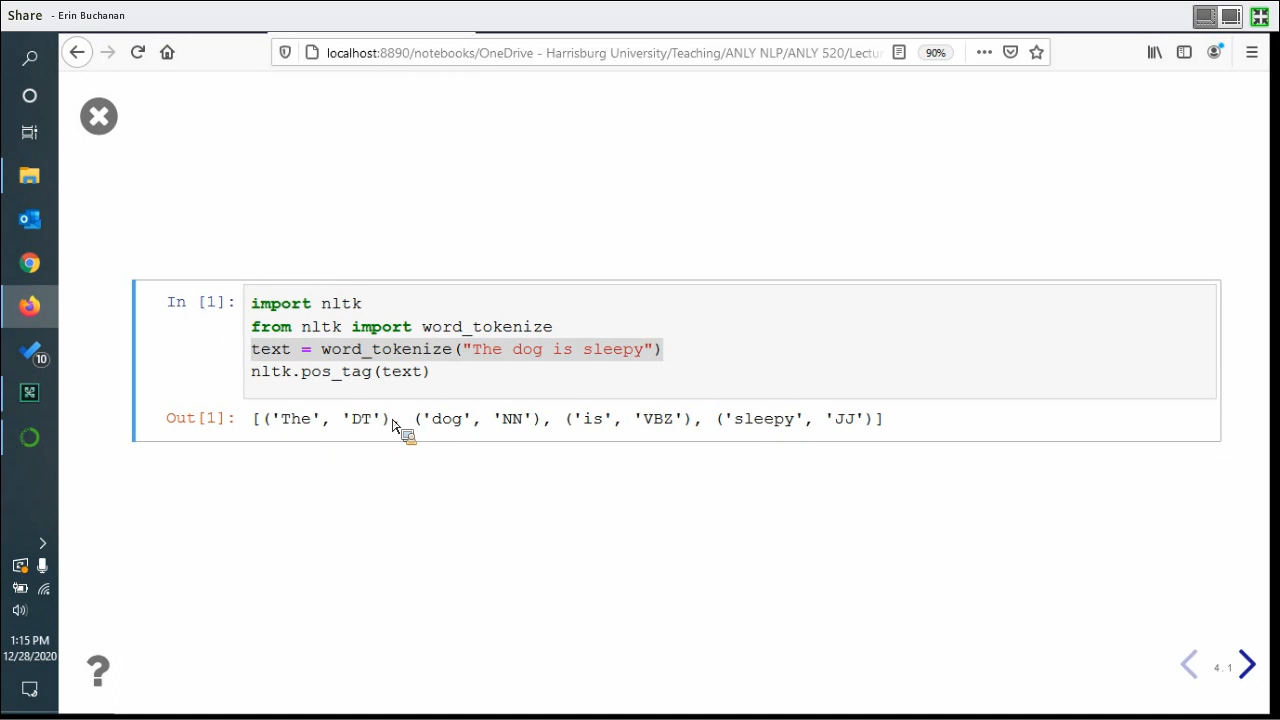 Share - Erin Buchanan
localhost:8890/notebooks/OneDrive - Harrisburg University/Teaching/ANLY NLP/ANLY 520/Lectu
90%
In [1]:
import nltk
from nltk import word_tokenize
text = word_tokenize("The dog is sleepy")
nltk.pos_tag(text)
Out[1]: [('The', 'DT'), ('dog', 'NN'), ('is', 'VBZ'), ('sleepy', 'JJ')]
10
1:15 PM
12/28/2020
?
4.1